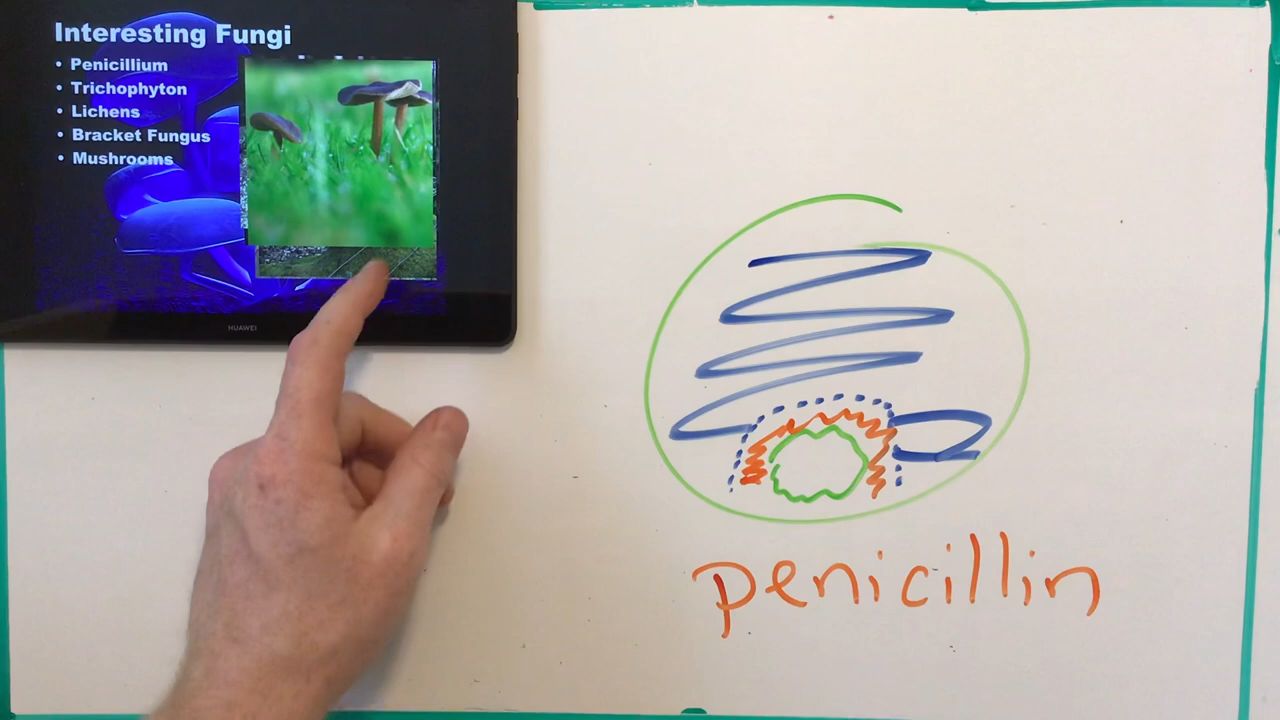 Interesting Fungi
• Penicillium
• Trichophyton
• Lichens
• Bracket Fungus
• Mushrooms
HUAWEI
penicillin